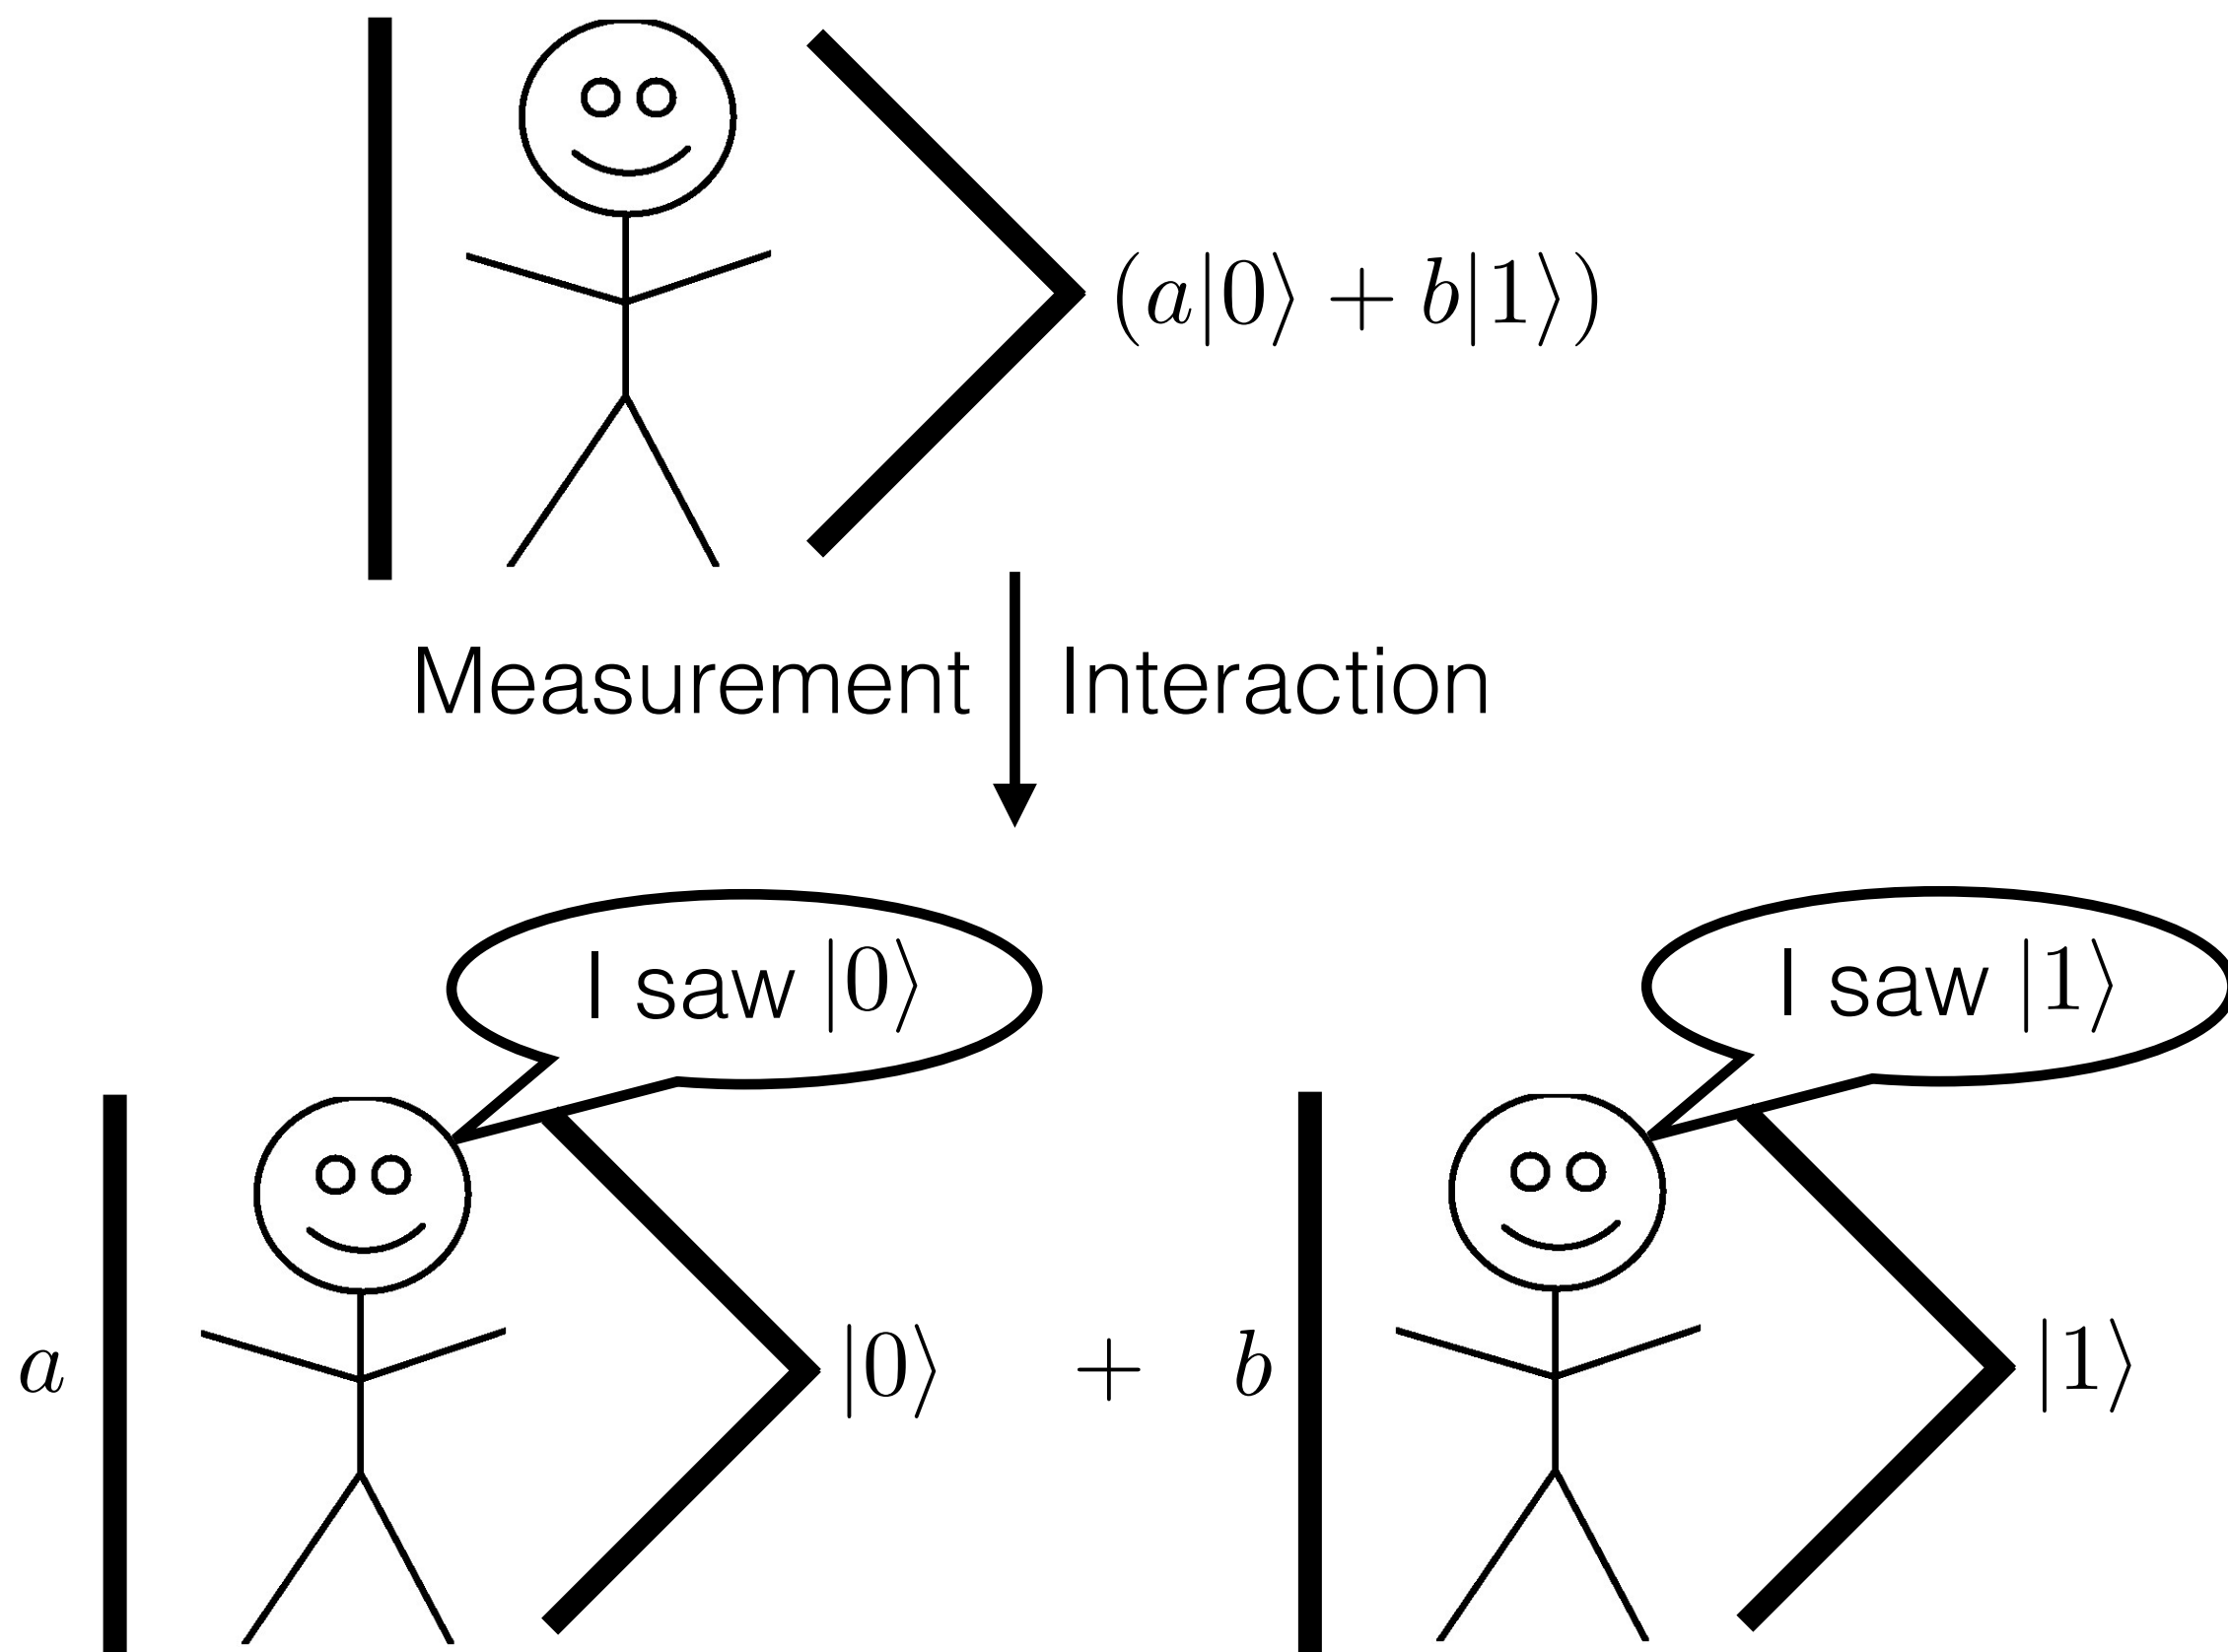 (a|0⟩ + b|1⟩)
Measurement Interaction
I saw |0⟩
I saw |1⟩
a |0⟩ + b |1⟩